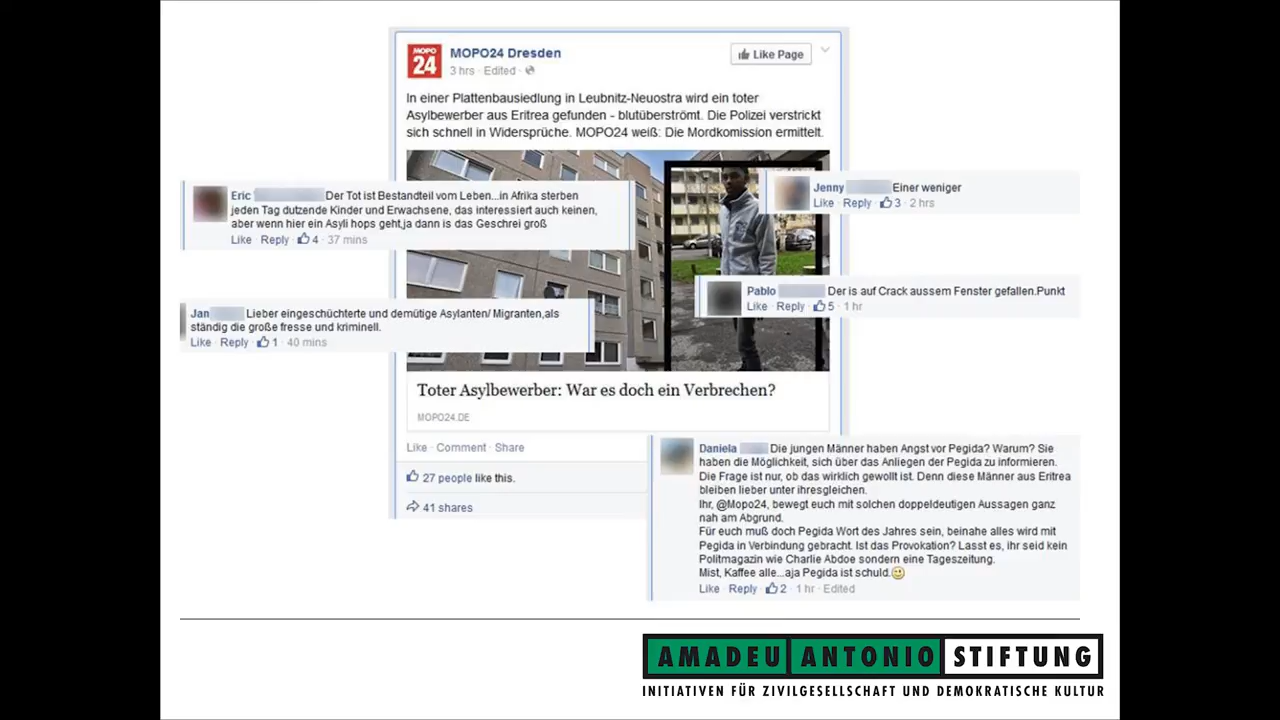 MOPO 24
MOPO24 Dresden
3 hrs · Edited ·
Like Page
In einer Plattenbausiedlung in Leubnitz-Neuostra wird ein toter
Asylbewerber aus Eritrea gefunden - blutüberströmt. Die Polizei verstrickt
sich schnell in Widersprüche. MOPO24 weiß: Die Mordkomission ermittelt.
Eric Der Tot ist Bestandteil vom Leben...in Afrika sterben
jeden Tag dutzende Kinder und Erwachsene, das interessiert auch keinen,
aber wenn hier ein Asyli hops geht,ja dann is das Geschrei groß
Like · Reply · 4 · 37 mins
Jenny Einer weniger
Like · Reply · 3 · 2 hrs
Pablo Der is auf Crack aussem Fenster gefallen.Punkt
Like · Reply · 5 · 1 hr
Jan Lieber eingeschüchterte und demütige Asylanten/ Migranten,als
ständig die große fresse und kriminell.
Like · Reply · 1 · 40 mins
Toter Asylbewerber: War es doch ein Verbrechen?
MOPO24.DE
Like · Comment · Share
27 people like this.
41 shares
Daniela Die jungen Männer haben Angst vor Pegida? Warum? Sie
haben die Möglichkeit, sich über das Anliegen der Pegida zu informieren.
Die Frage ist nur, ob das wirklich gewollt ist. Denn diese Männer aus Eritrea
bleiben lieber unter ihresgleichen.
Ihr, @Mopo24, bewegt euch mit solchen doppeldeutigen Aussagen ganz
nah am Abgrund.
Für euch muß doch Pegida Wort des Jahres sein, beinahe alles wird mit
Pegida in Verbindung gebracht. Ist das Provokation? Lasst es, ihr seid kein
Politmagazin wie Charlie Abdoe sondern eine Tageszeitung.
Mist, Kaffee alle...aja Pegida ist schuld.
Like · Reply · 2 · 1 hr · Edited
AMADEU ANTONIO STIFTUNG
INITIATIVEN FÜR ZIVILGESELLSCHAFT UND DEMOKRATISCHE KULTUR